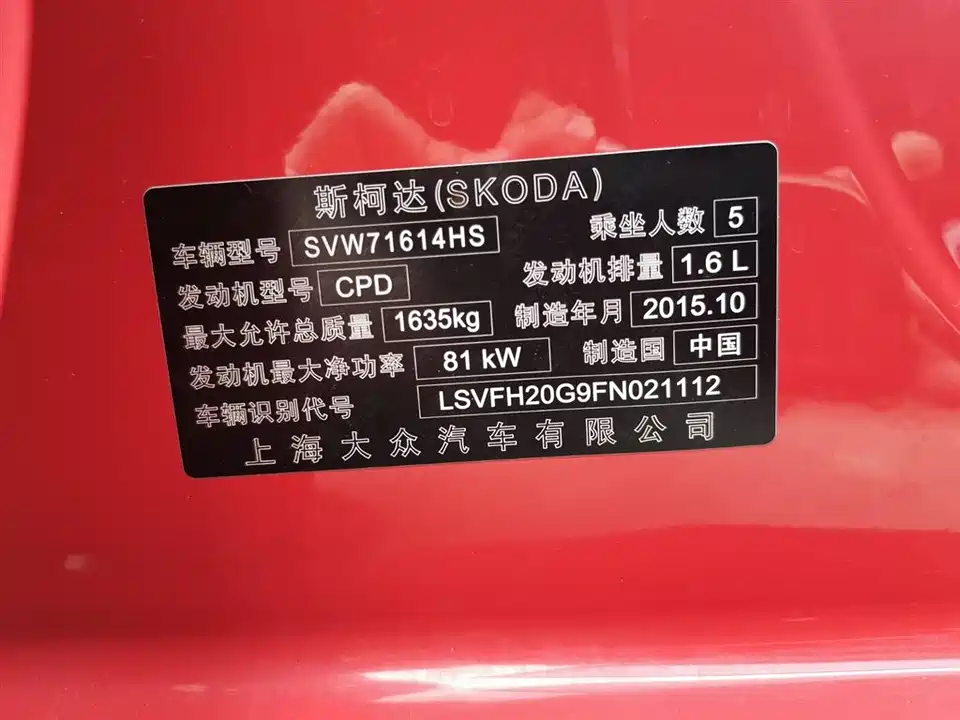 斯柯达(SKODA)
车辆型号 SVW71614HS 乘坐人数 5
发动机型号 CPD 发动机排量 1.6 L
最大允许总质量 1635kg 制造年月 2015.10
发动机最大净功率 81 kW 制造国 中国
车辆识别代号 LSVFH20G9FN021112
上海大众汽车有限公司